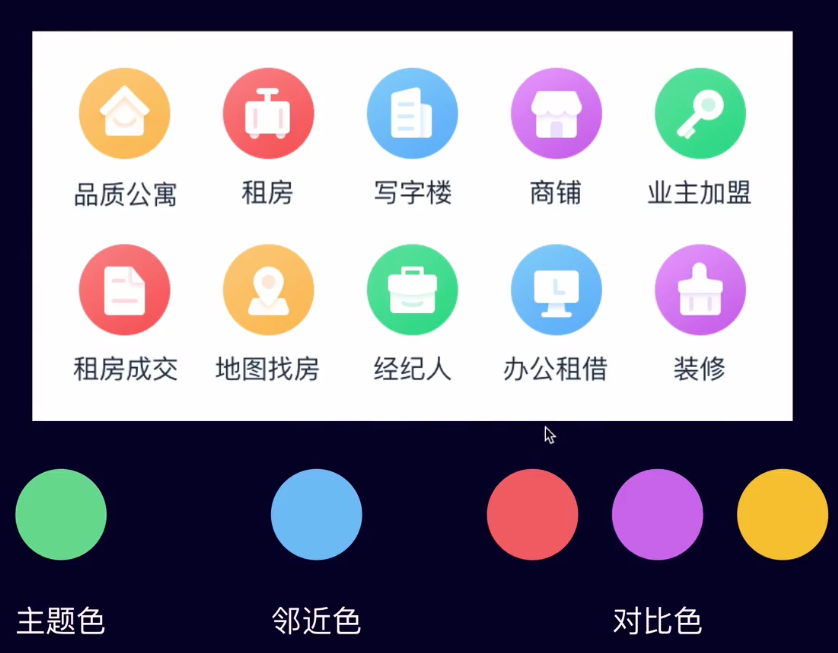 品质公寓 租房 写字楼 商铺 业主加盟
租房成交 地图找房 经纪人 办公租借 装修
主题色 邻近色 对比色